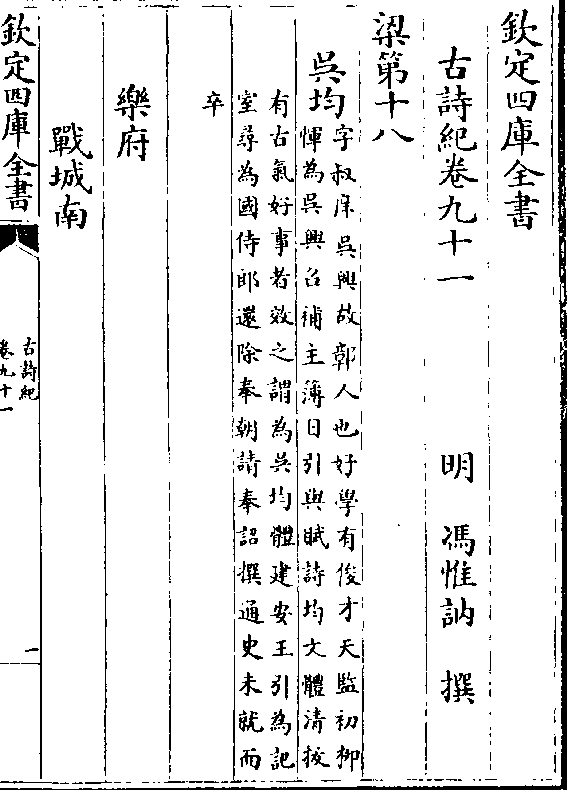 欽定四庫全書
古詩紀卷九十一 明 馮惟訥 撰
梁第十八
吳均字叔庠吳興故鄣人也好學有俊才天監初柳
惲為吳興召補主簿日引與賦詩均文體清拔
有古氣好事者效之謂為吳均體建安王引為記
室尋為國侍郎還除奉朝請奉詔撰通史未就而
卒
樂府
戰城南
欽定四庫全書
古詩紀
卷九十一
一